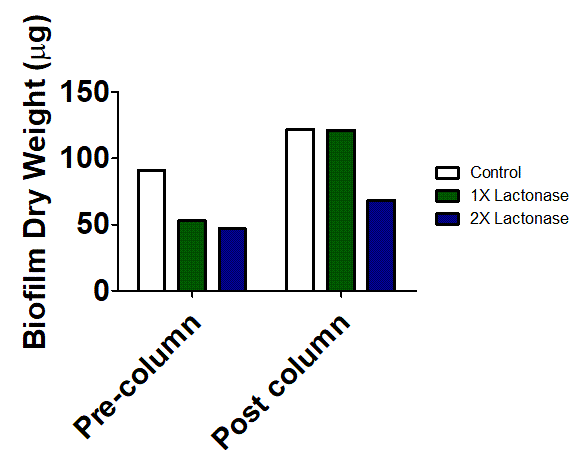 Biofilm Dry Weight (μg)
150
100
50
0
Pre-column
Post column
Control
1X Lactonase
2X Lactonase